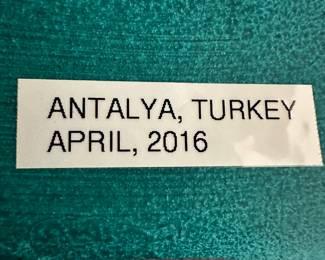 ANTALYA, TURKEY
APRIL, 2016